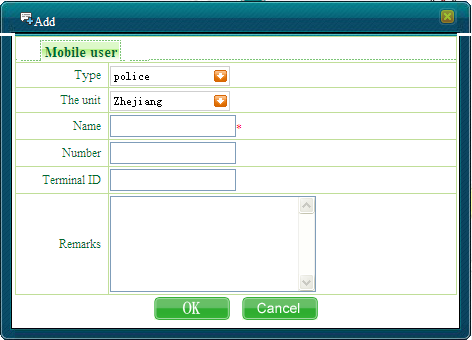 Add
Mobile user
Type police
The unit Zhejiang
Name *
Number
Terminal ID
Remarks
OK Cancel